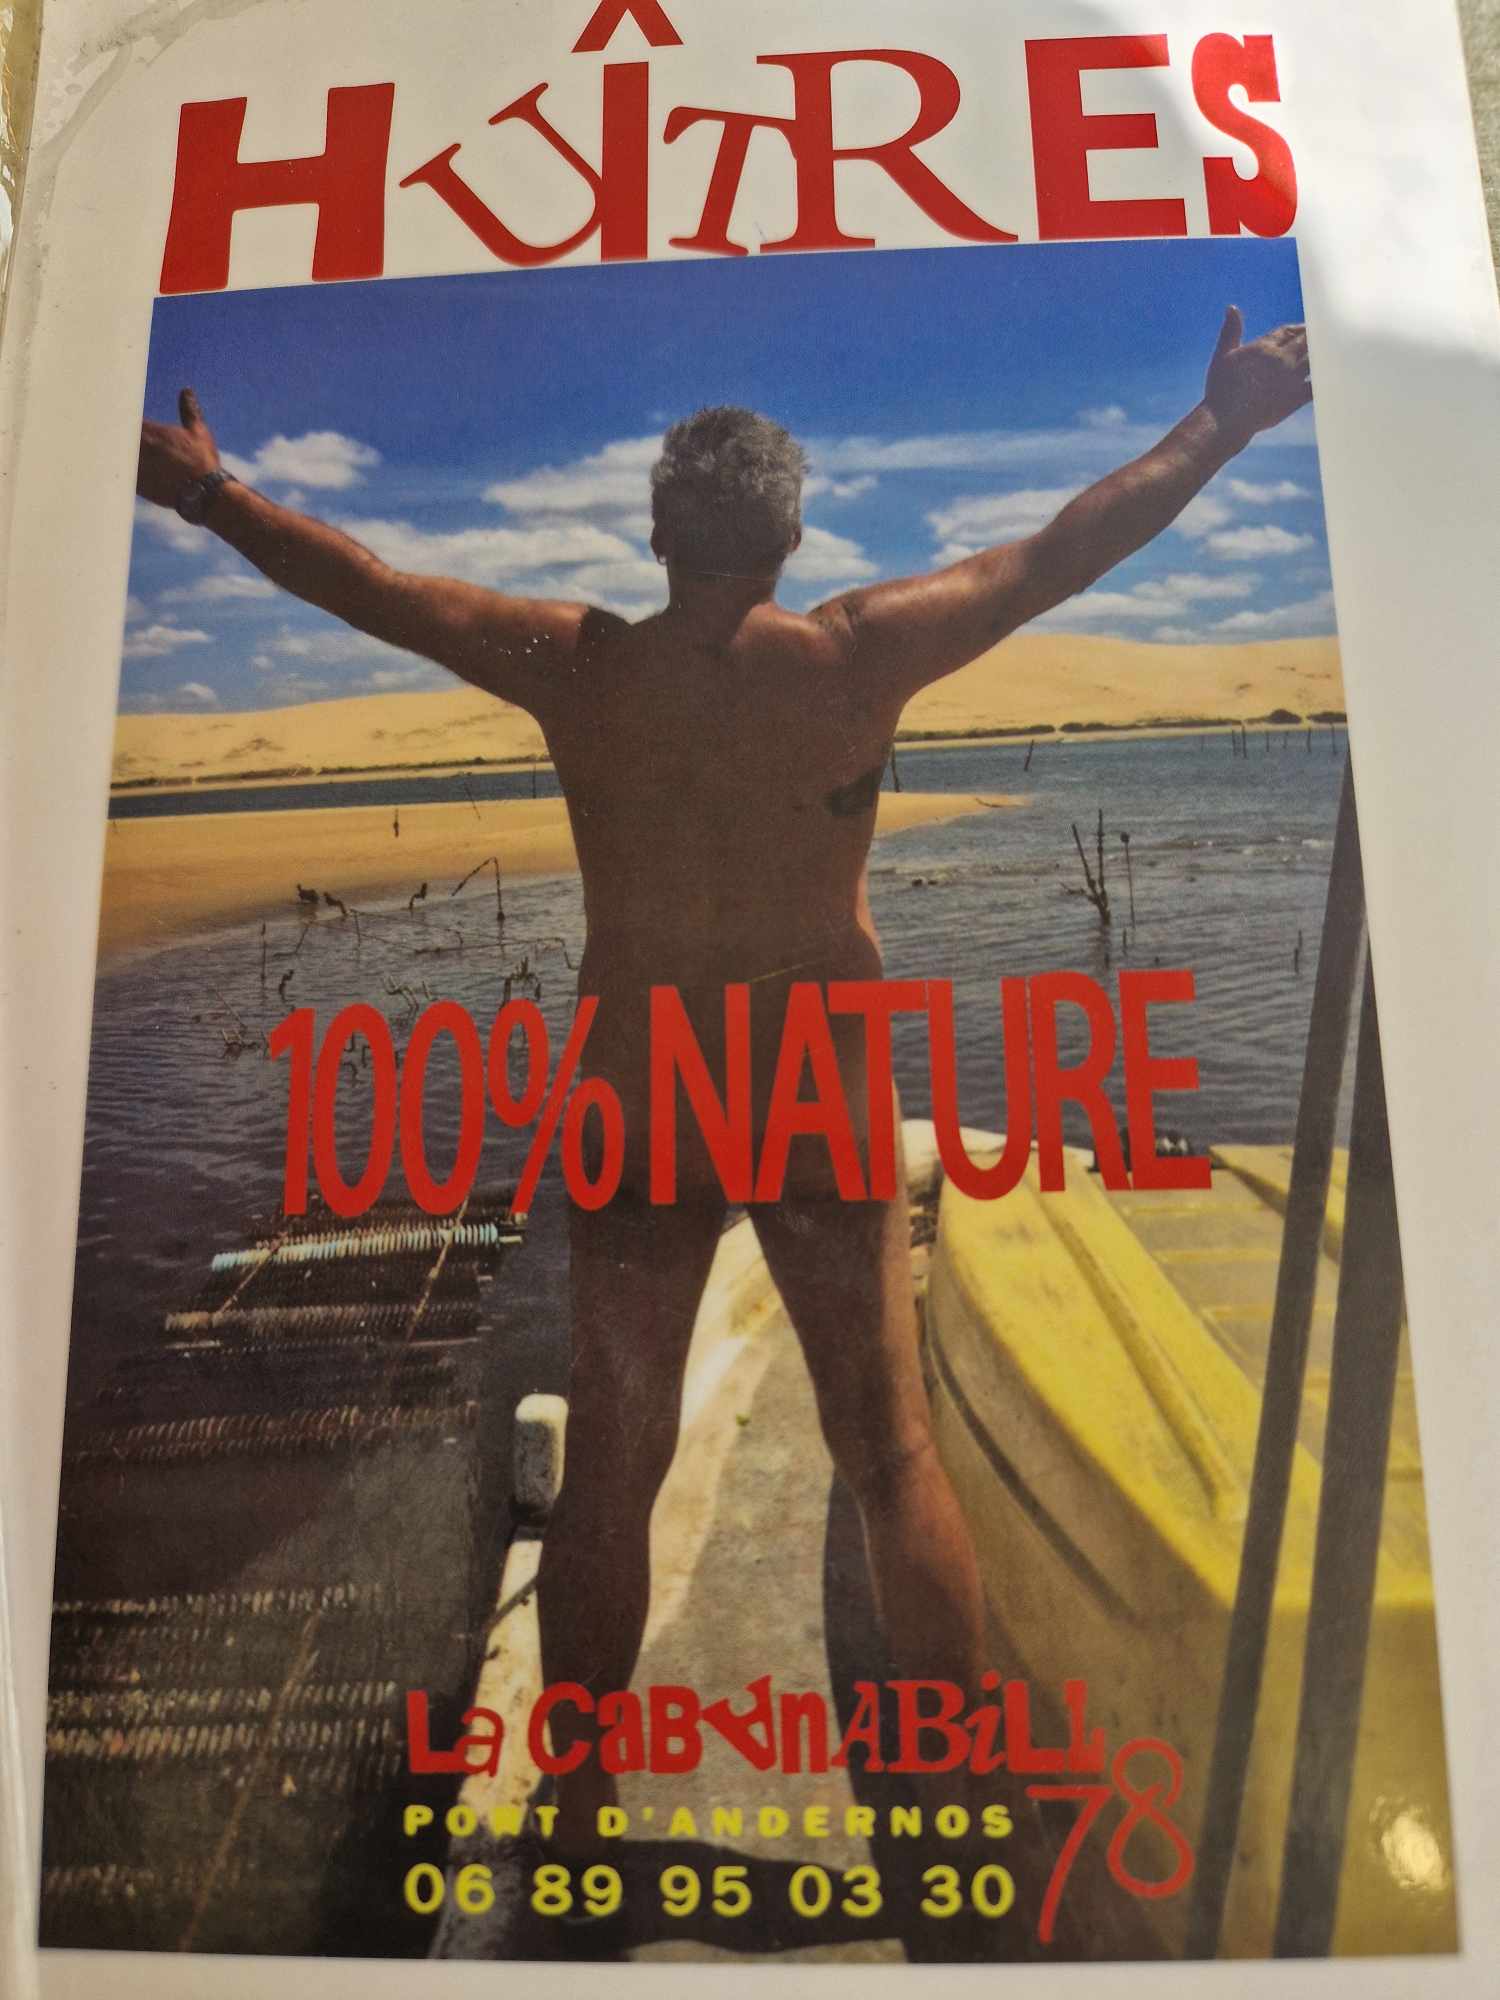 HUÎTRES
100% NATURE
La CaBAnABiLL
78
PORT D'ANDERNOS
06 89 95 03 30